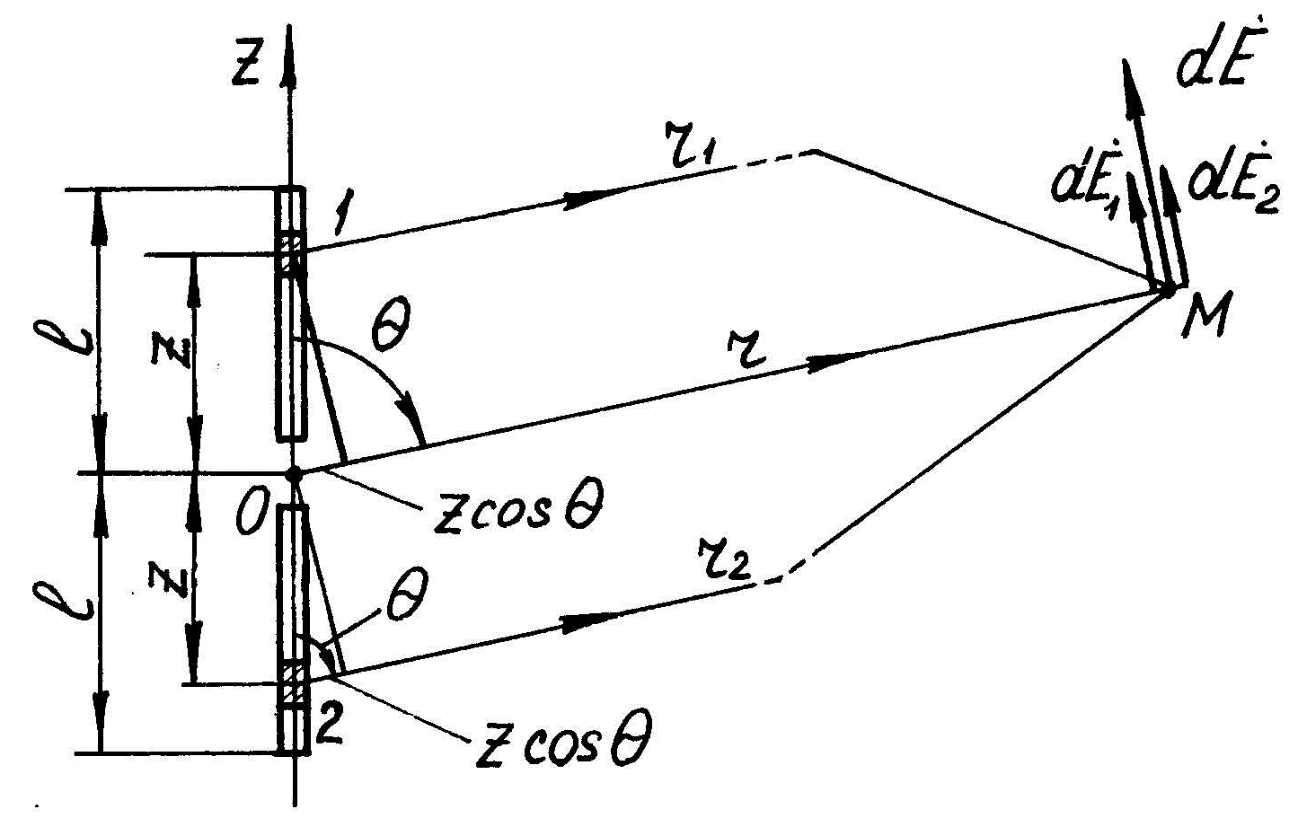 z
dĖ
r₁
1
dĖ₁
dĖ₂
θ
l
z
r
M
O
z cos θ
r₂
l
z
θ
2
z cos θ